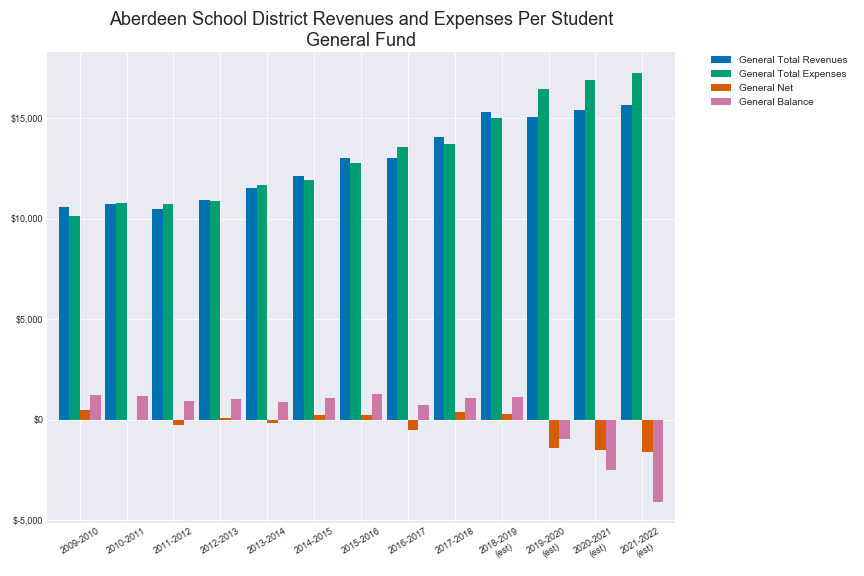 Aberdeen School District Revenues and Expenses Per Student
General Fund
General Total Revenues
General Total Expenses
General Net
General Balance
$15,000
$10,000
$5,000
$0
$-5,000
2009-2010
2010-2011
2011-2012
2012-2013
2013-2014
2014-2015
2015-2016
2016-2017
2017-2018
2018-2019
(est)
2019-2020
(est)
2020-2021
(est)
2021-2022
(est)